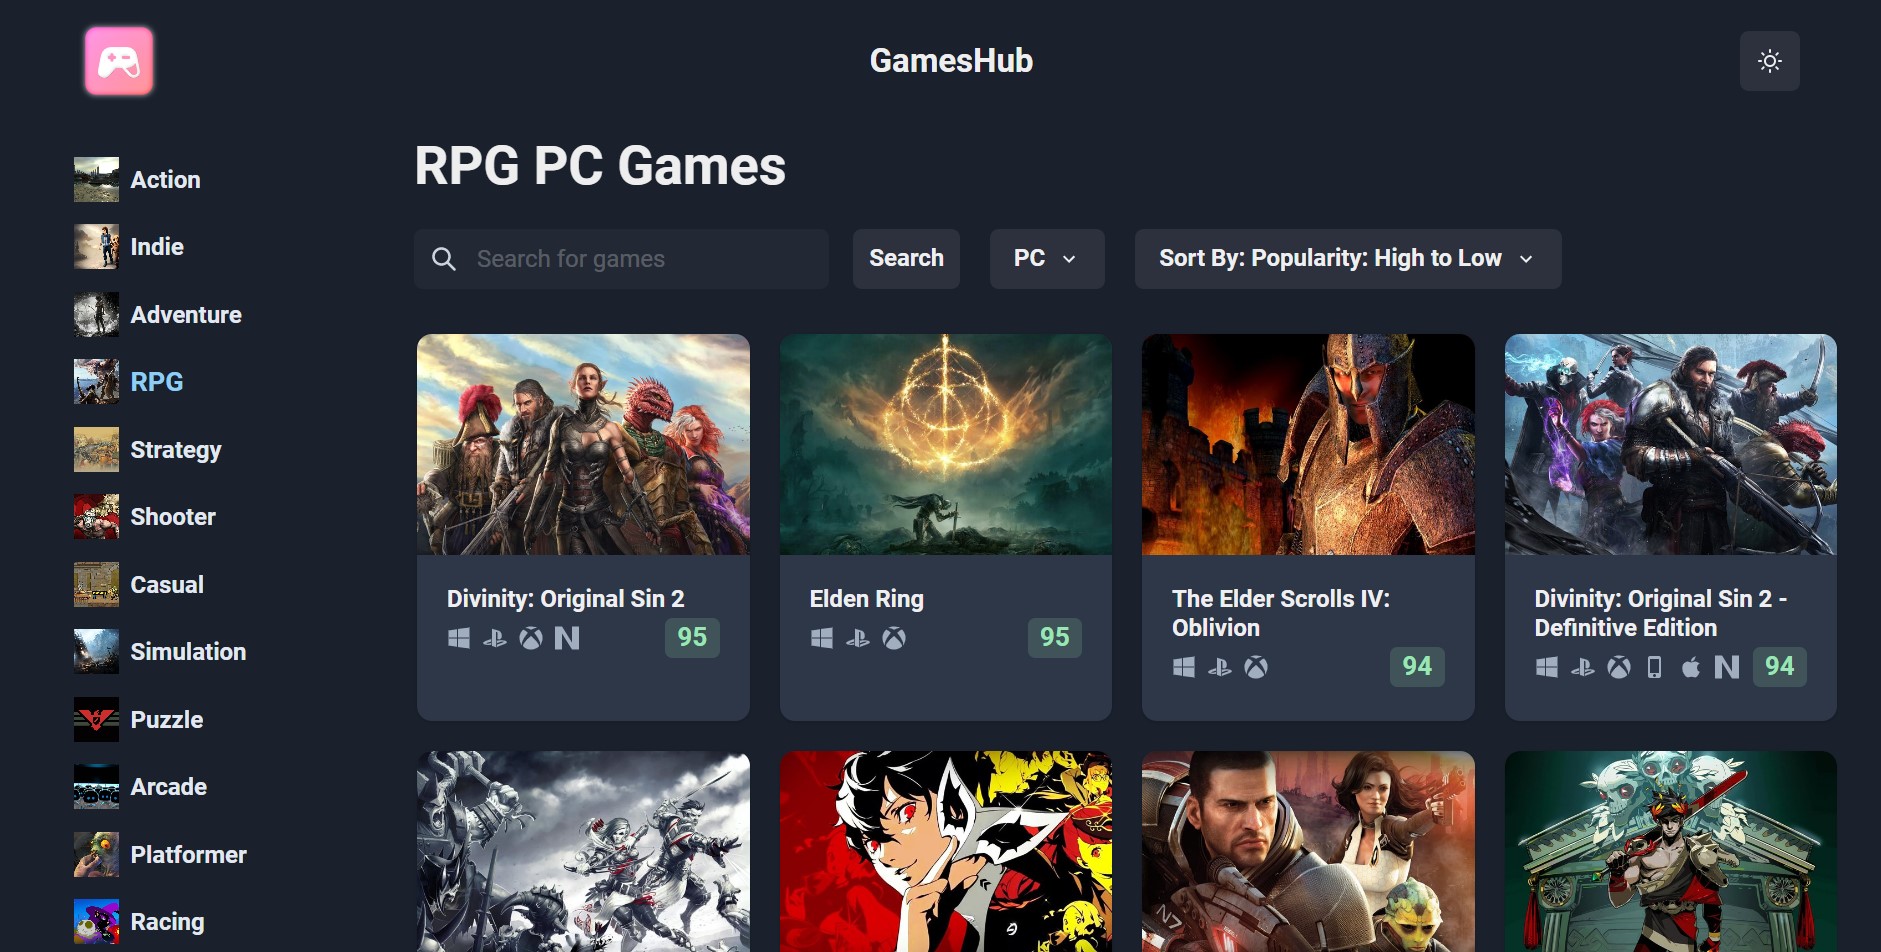 GamesHub
Action
Indie
Adventure
RPG
Strategy
Shooter
Casual
Simulation
Puzzle
Arcade
Platformer
Racing
RPG PC Games
Search for games
Search
PC
Sort By: Popularity: High to Low
Divinity: Original Sin 2
95
Elden Ring
95
The Elder Scrolls IV:
Oblivion
94
Divinity: Original Sin 2 -
Definitive Edition
94
N7